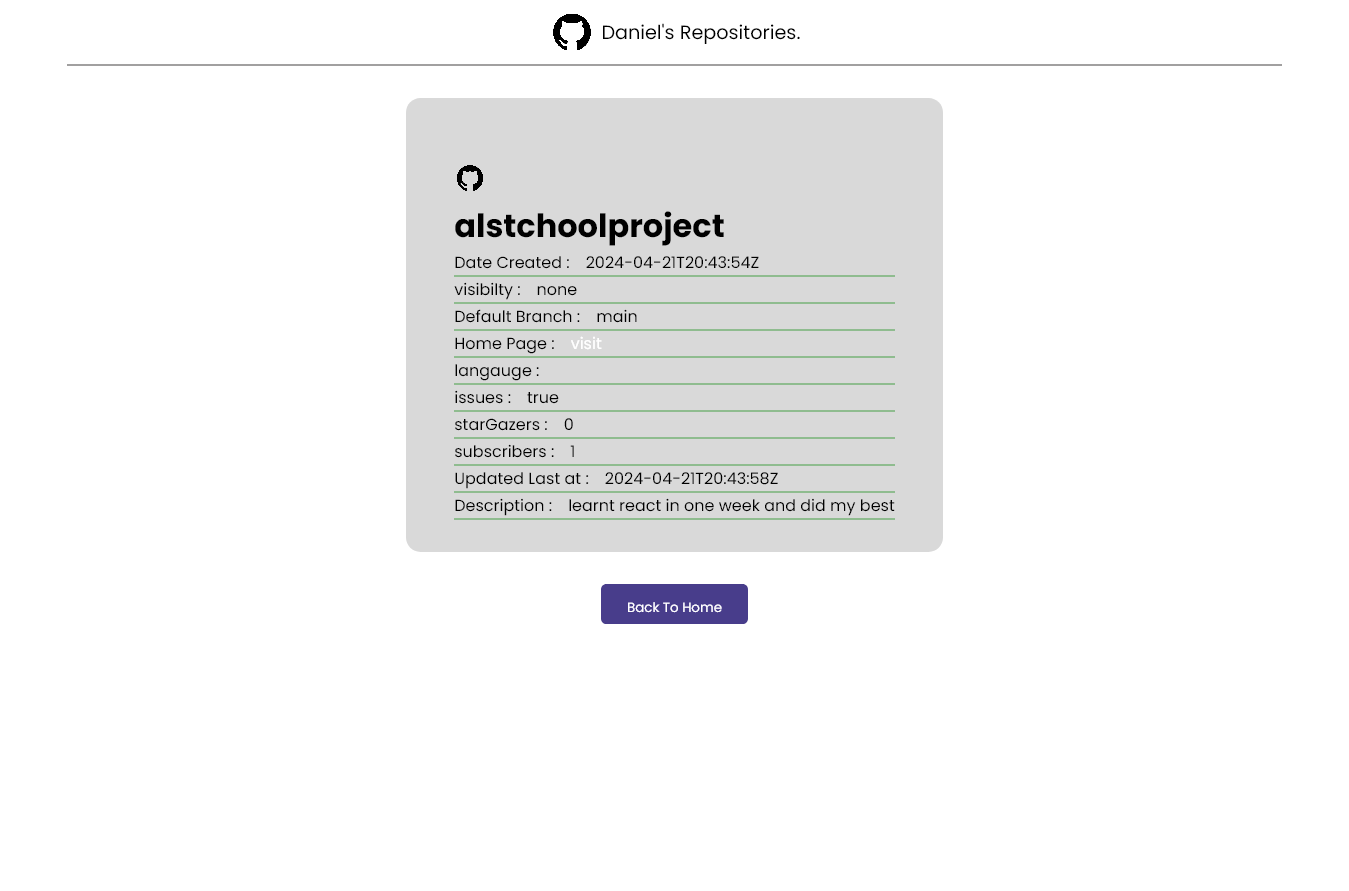 Daniel's Repositories.
alstchoolproject
Date Created : 2024-04-21T20:43:54Z
visibilty : none
Default Branch : main
Home Page : visit
langauge :
issues : true
starGazers : 0
subscribers : 1
Updated Last at : 2024-04-21T20:43:58Z
Description : learnt react in one week and did my best
Back To Home